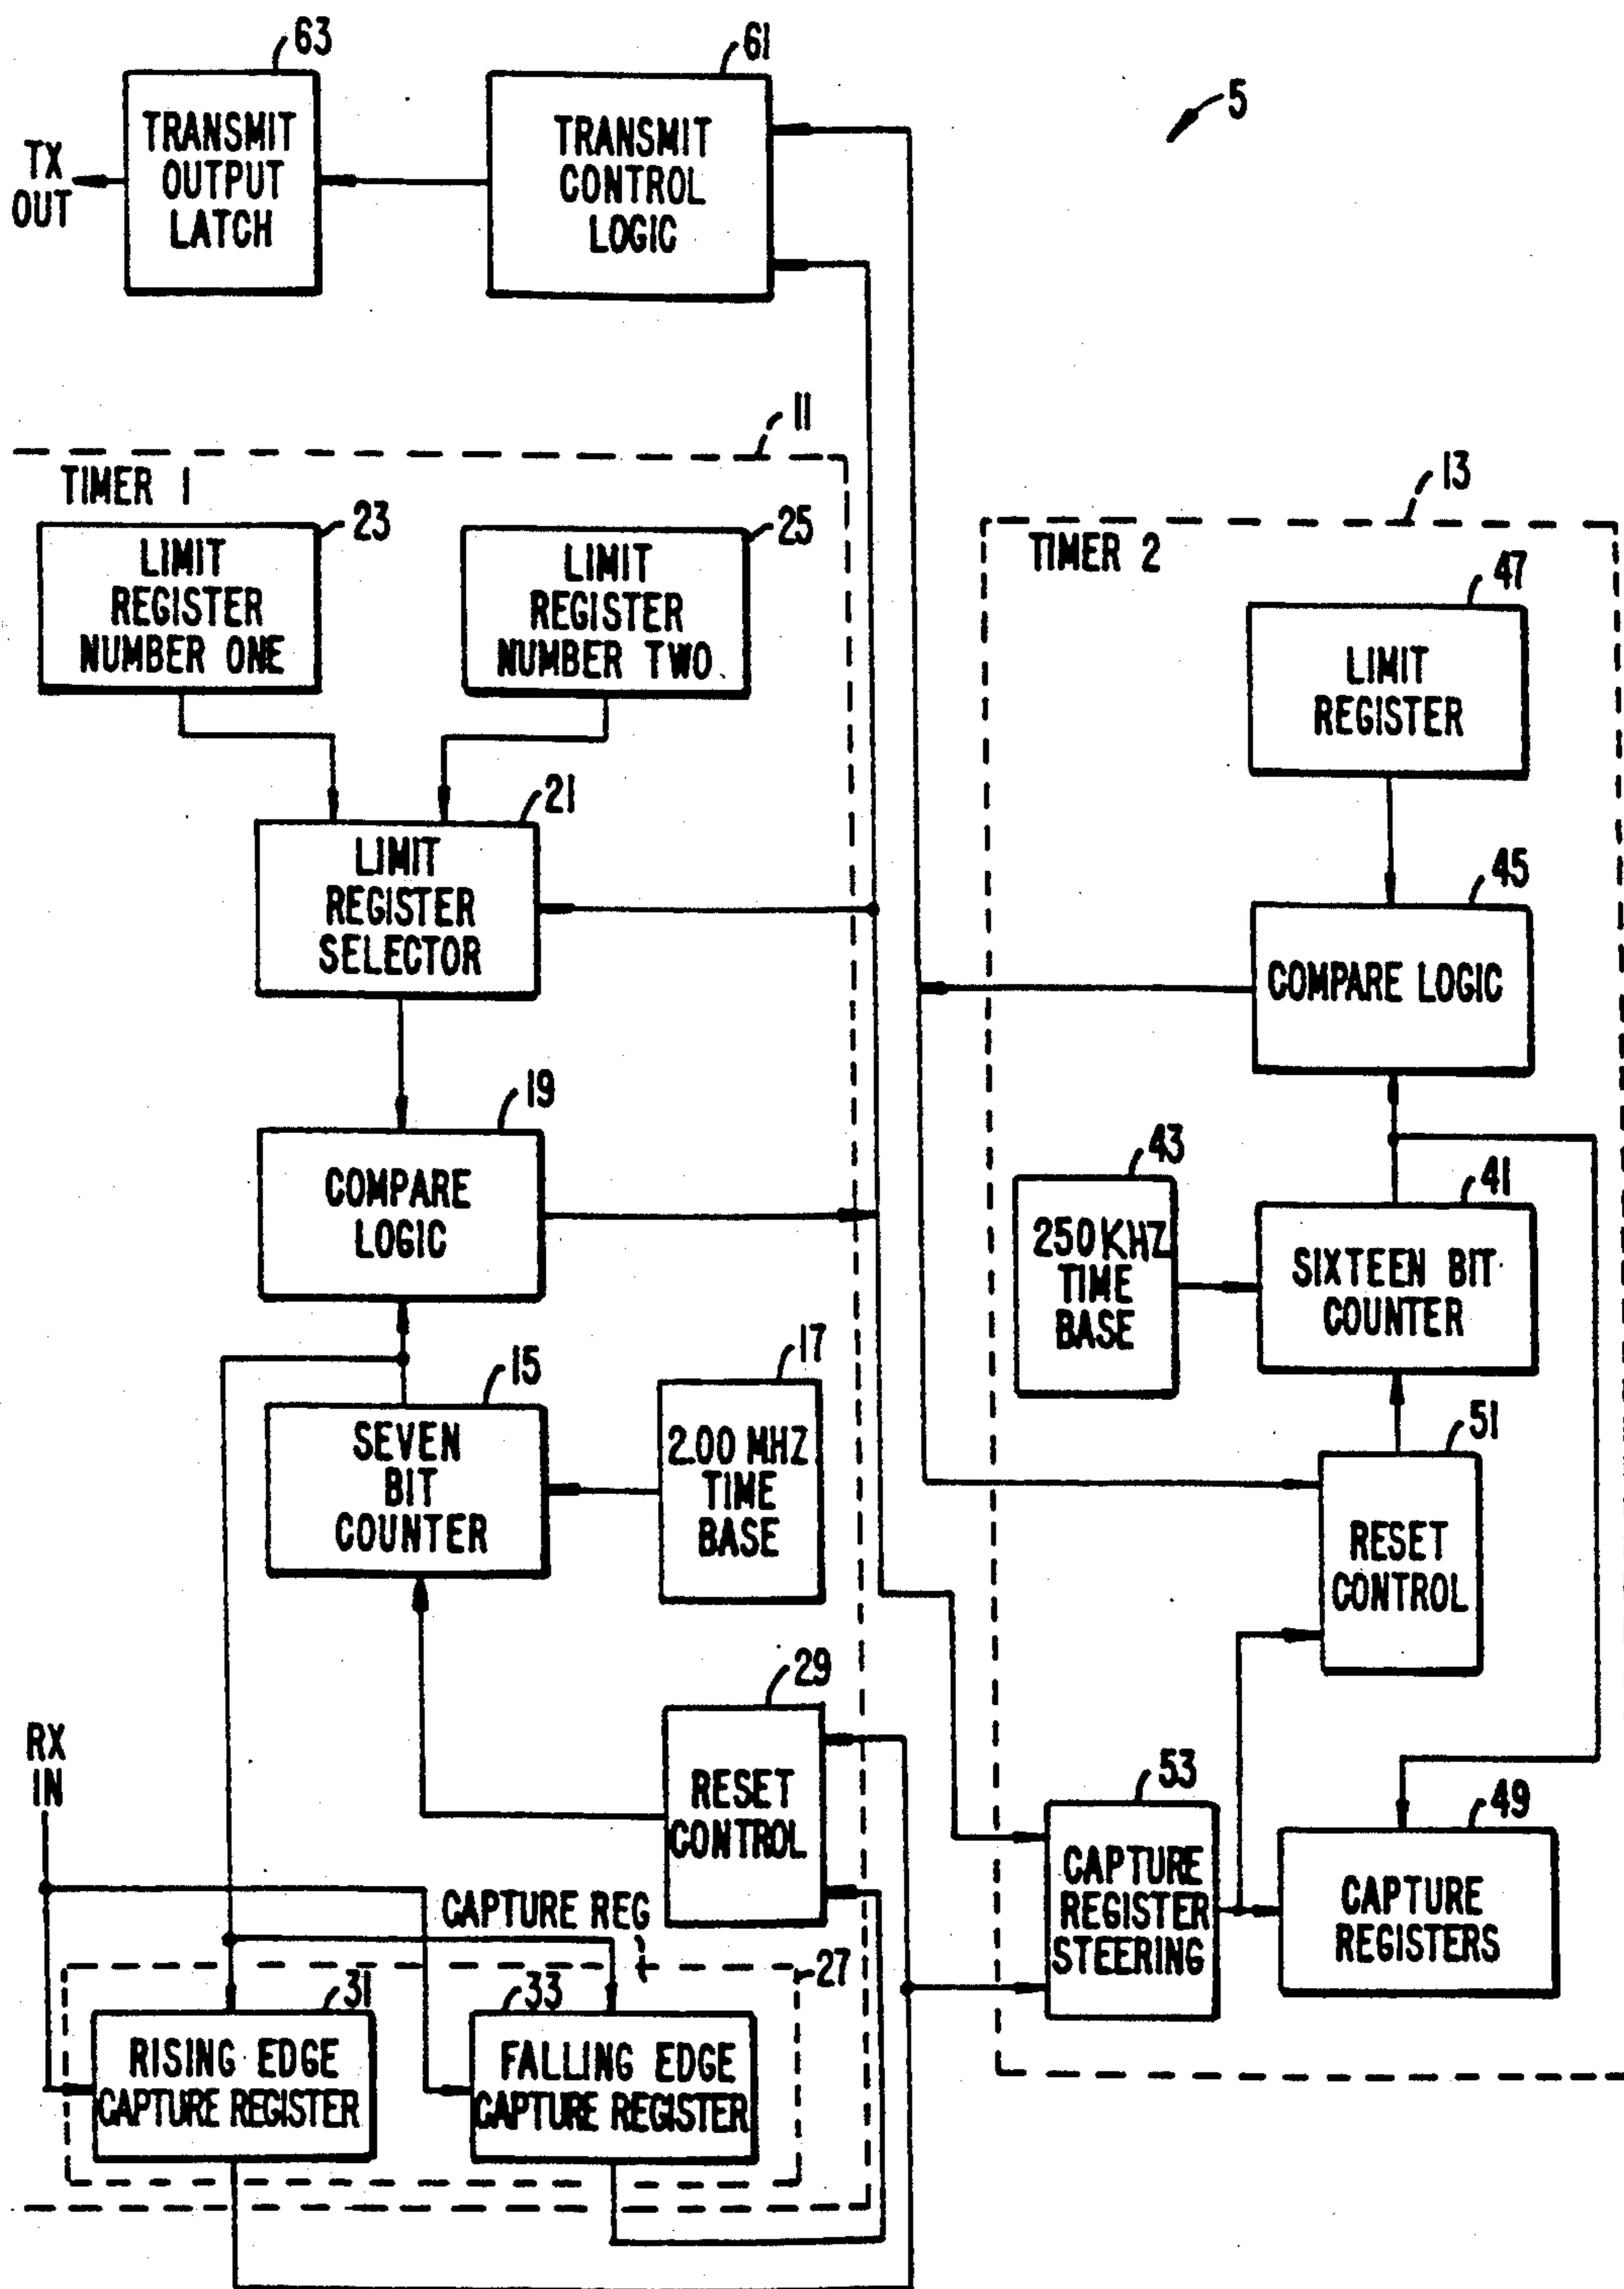 63
61
5
TRANSMIT
OUTPUT
LATCH
TRANSMIT
CONTROL
LOGIC
TX
OUT
11
TIMER 1
13
TIMER 2
23
LIMIT
REGISTER
NUMBER ONE
25
LIMIT
REGISTER
NUMBER TWO
47
LIMIT
REGISTER
21
LIMIT
REGISTER
SELECTOR
45
COMPARE LOGIC
19
COMPARE
LOGIC
43
250 KHZ
TIME
BASE
41
SIXTEEN BIT
COUNTER
15
SEVEN
BIT
COUNTER
17
2.00 MHZ
TIME
BASE
51
RESET
CONTROL
29
RESET
CONTROL
RX
IN
53
CAPTURE
REGISTER
STEERING
49
CAPTURE
REGISTERS
CAPTURE REG
27
31
RISING EDGE
CAPTURE REGISTER
33
FALLING EDGE
CAPTURE REGISTER